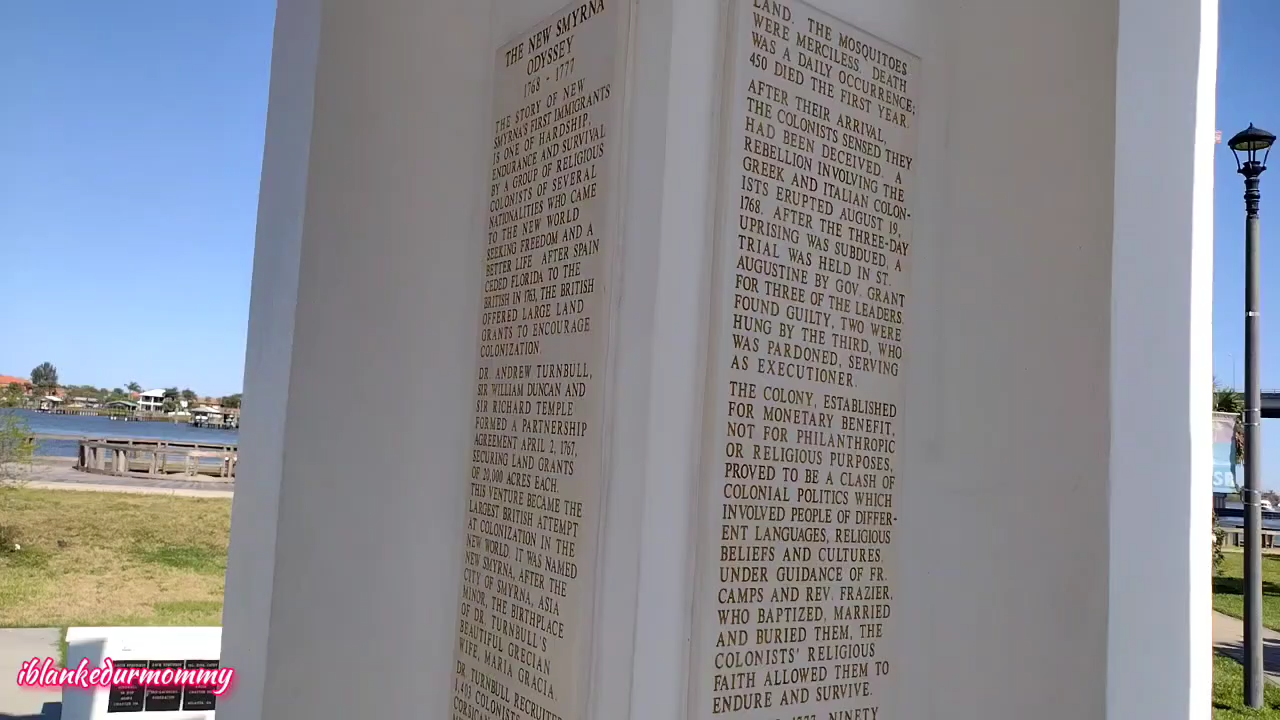 THE NEW SMYRNA
ODYSSEY
1768 - 1777
THE STORY OF NEW
SMYRNA'S FIRST IMMIGRANTS
IS ONE OF HARDSHIP,
ENDURANCE AND SURVIVAL
BY A GROUP OF RELIGIOUS
COLONISTS OF SEVERAL
NATIONALITIES WHO CAME
TO THE NEW WORLD
SEEKING FREEDOM AND A
BETTER LIFE. AFTER SPAIN
CEDED FLORIDA TO THE
BRITISH IN 1763, THE BRITISH
OFFERED LARGE LAND
GRANTS TO ENCOURAGE
COLONIZATION.
DR. ANDREW TURNBULL,
SIR WILLIAM DUNCAN AND
SIR RICHARD TEMPLE
FORMED A PARTNERSHIP
AGREEMENT APRIL 2, 1767,
SECURING LAND GRANTS
OF 20,000 ACRES EACH.
THIS VENTURE BECAME THE
LARGEST BRITISH ATTEMPT
AT COLONIZATION IN THE
NEW WORLD. IT WAS NAMED
NEW SMYRNA, AFTER THE
CITY OF SMYRNA, ASIA
MINOR, THE BIRTHPLACE
OF DR. TURNBULL'S
BEAUTIFUL GREEK
WIFE, MARIA GRACIA
DR. TURNBULL RECRUITED
LAND. THE MOSQUITOES
WERE MERCILESS. DEATH
WAS A DAILY OCCURRENCE;
450 DIED THE FIRST YEAR.
AFTER THEIR ARRIVAL,
THE COLONISTS SENSED THEY
HAD BEEN DECEIVED. A
REBELLION INVOLVING THE
GREEK AND ITALIAN COLON-
ISTS ERUPTED AUGUST 19,
1768. AFTER THE THREE-DAY
UPRISING WAS SUBDUED, A
TRIAL WAS HELD IN ST.
AUGUSTINE BY GOV. GRANT
FOR THREE OF THE LEADERS.
FOUND GUILTY, TWO WERE
HUNG BY THE THIRD, WHO
WAS PARDONED, SERVING
AS EXECUTIONER.
THE COLONY, ESTABLISHED
FOR MONETARY BENEFIT,
NOT FOR PHILANTHROPIC
OR RELIGIOUS PURPOSES,
PROVED TO BE A CLASH OF
COLONIAL POLITICS WHICH
INVOLVED PEOPLE OF DIFFER-
ENT LANGUAGES, RELIGIOUS
BELIEFS AND CULTURES.
UNDER GUIDANCE OF FR.
CAMPS AND REV. FRAZIER,
WHO BAPTIZED, MARRIED
AND BURIED THEM, THE
COLONISTS' RELIGIOUS
FAITH ALLOWED THEM TO
ENDURE AND SURVIVE.
1777 NINETY
iblankedurmommy